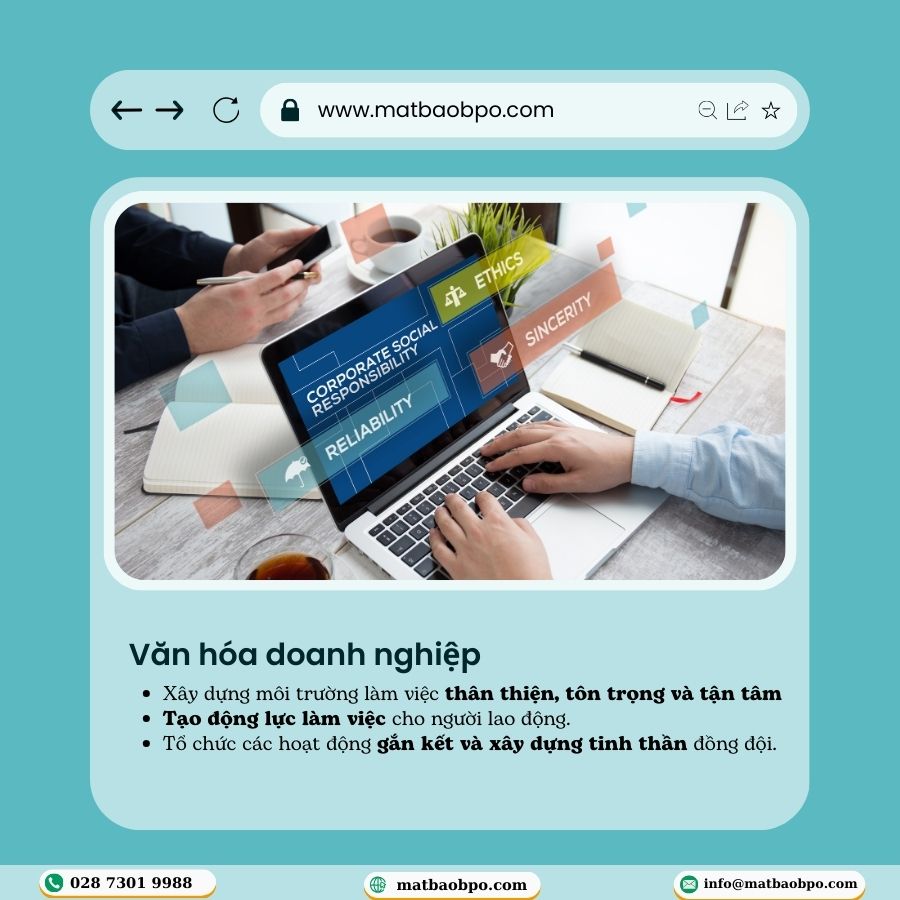 www.matbaobpo.com
ETHICS
SINCERITY
CORPORATE SOCIAL
RESPONSIBILITY
RELIABILITY
Văn hóa doanh nghiệp
• Xây dựng môi trường làm việc thân thiện, tôn trọng và tận tâm
• Tạo động lực làm việc cho người lao động.
• Tổ chức các hoạt động gắn kết và xây dựng tinh thần đồng đội.
028 7301 9988
matbaobpo.com
info@matbaobpo.com